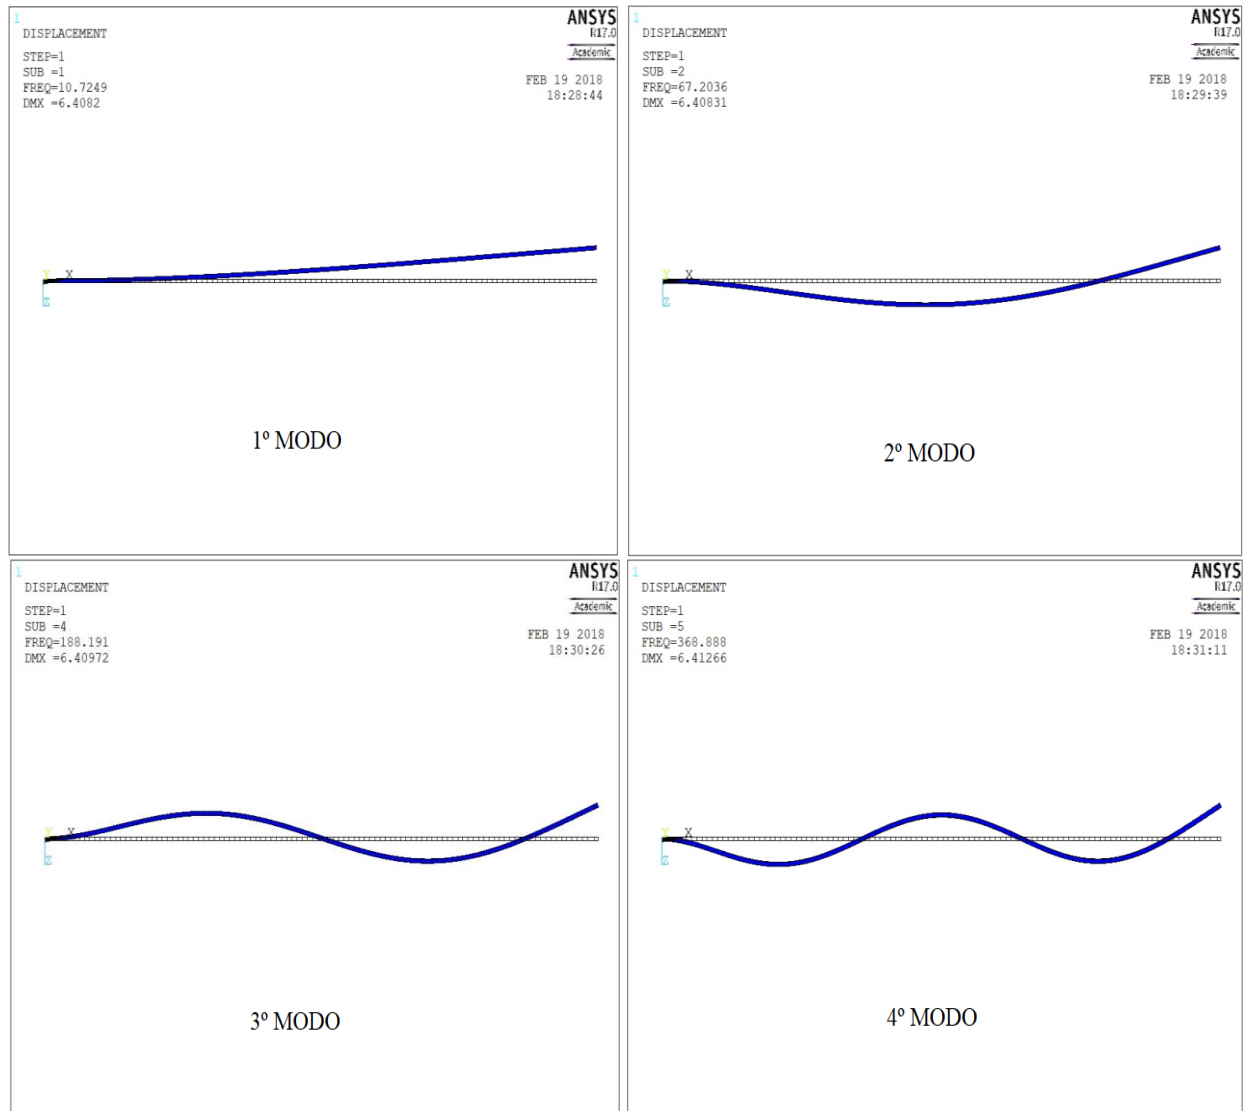 1
DISPLACEMENT
STEP=1
SUB =1
FREQ=10.7249
DMX =6.4082
ANSYS
R17.0
Academic
FEB 19 2018
18:28:44
Y X
Z
1º MODO
1
DISPLACEMENT
STEP=1
SUB =2
FREQ=67.2036
DMX =6.40831
ANSYS
R17.0
Academic
FEB 19 2018
18:29:39
Y X
Z
2º MODO
1
DISPLACEMENT
STEP=1
SUB =4
FREQ=188.191
DMX =6.40972
ANSYS
R17.0
Academic
FEB 19 2018
18:30:26
Y X
Z
3º MODO
1
DISPLACEMENT
STEP=1
SUB =5
FREQ=368.888
DMX =6.41266
ANSYS
R17.0
Academic
FEB 19 2018
18:31:11
Y X
Z
4º MODO